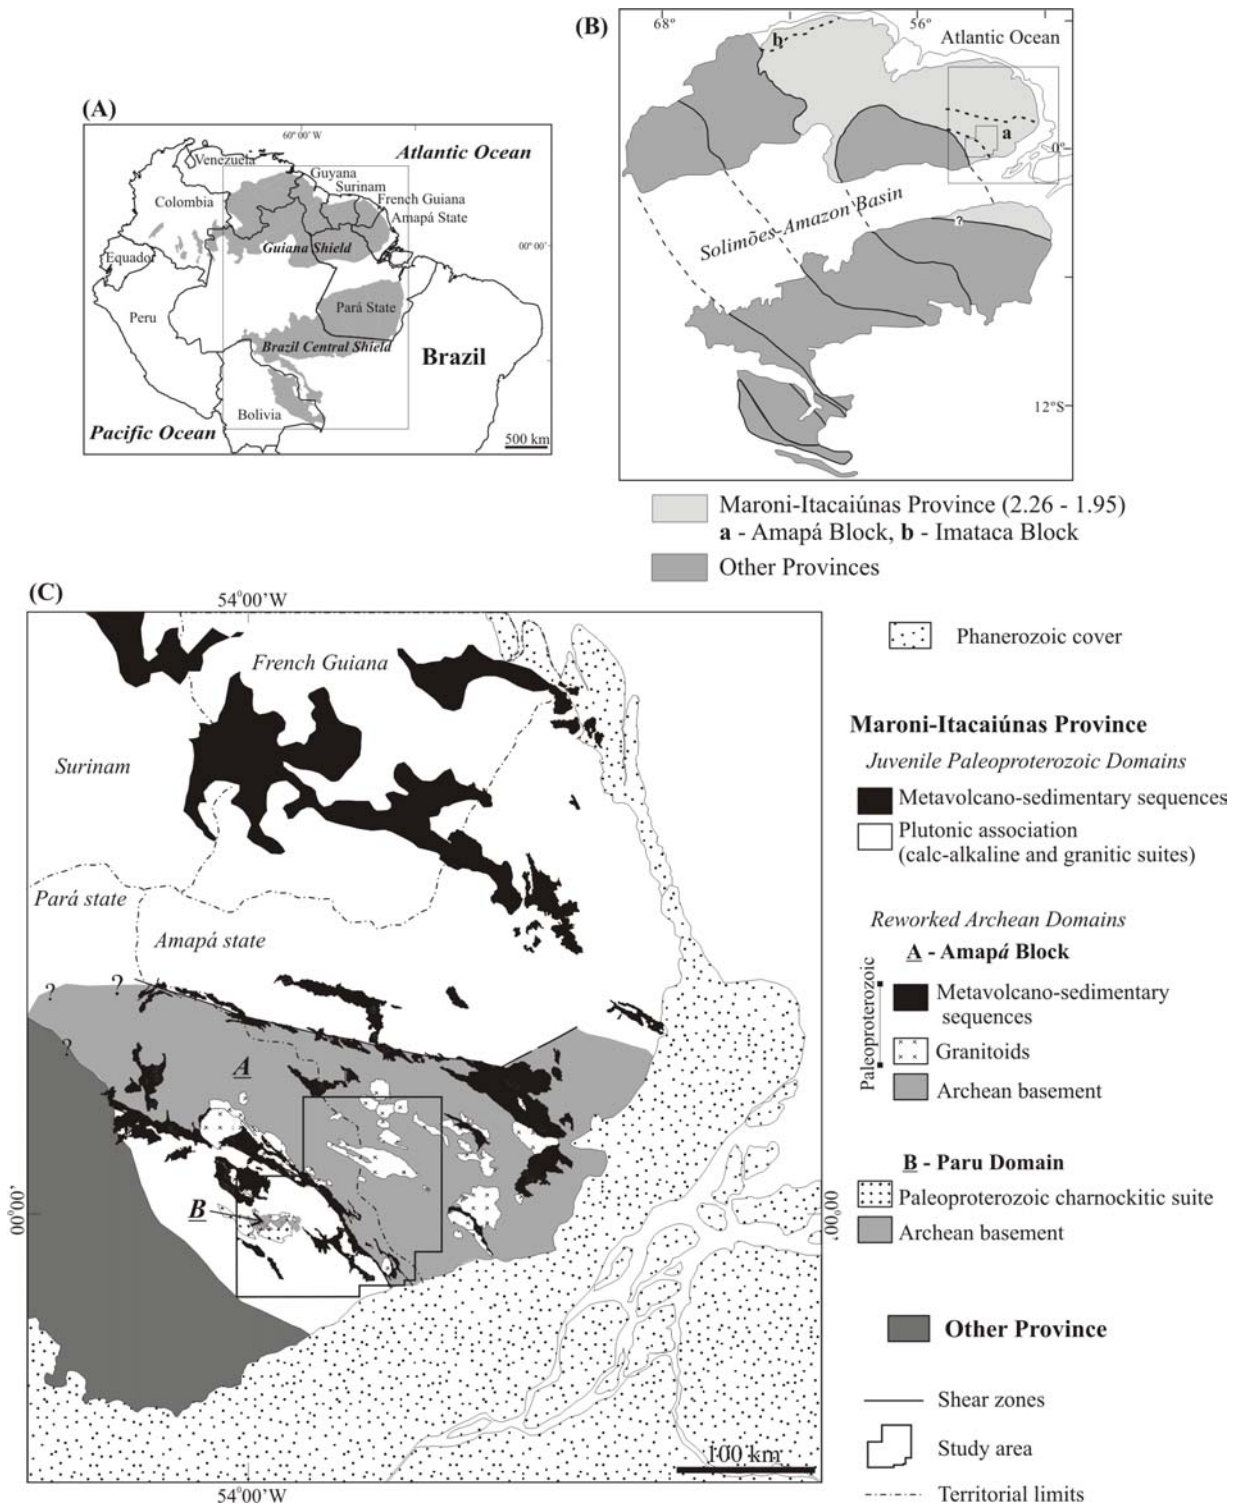 (A)
60°00'W
Atlantic Ocean
Venezuela
Guyana
Surinam
French Guiana
Amapá State
Colombia
Guiana Shield
00°00'
Equador
Peru
Pará State
Brazil Central Shield
Brazil
Bolivia
Pacific Ocean
500 km
(B)
68°
56°
b
Atlantic Ocean
a
0°
Solimões-Amazon Basin
?
12°S
Maroni-Itacaiúnas Province (2.26 - 1.95)
a - Amapá Block, b - Imataca Block
Other Provinces
(C)
54°00'W
French Guiana
Surinam
Pará state
Amapá state
?
?
?
A
B
00°00'
00°00'
100 km
54°00'W
Phanerozoic cover
Maroni-Itacaiúnas Province
Juvenile Paleoproterozoic Domains
Metavolcano-sedimentary sequences
Plutonic association
(calc-alkaline and granitic suites)
Reworked Archean Domains
A - Amapá Block
Paleoproterozoic
Metavolcano-sedimentary
sequences
Granitoids
Archean basement
B - Paru Domain
Paleoproterozoic charnockitic suite
Archean basement
Other Province
Shear zones
Study area
Territorial limits